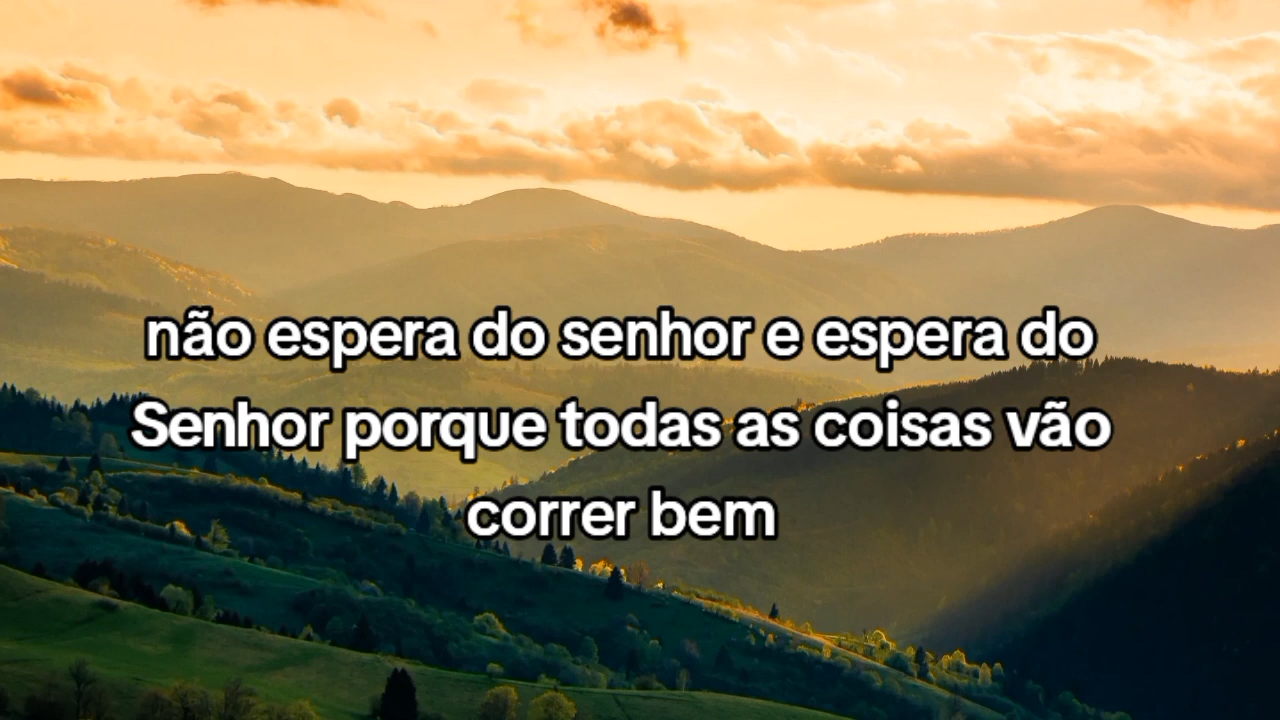 não espera do senhor e espera do
Senhor porque todas as coisas vão
correr bem